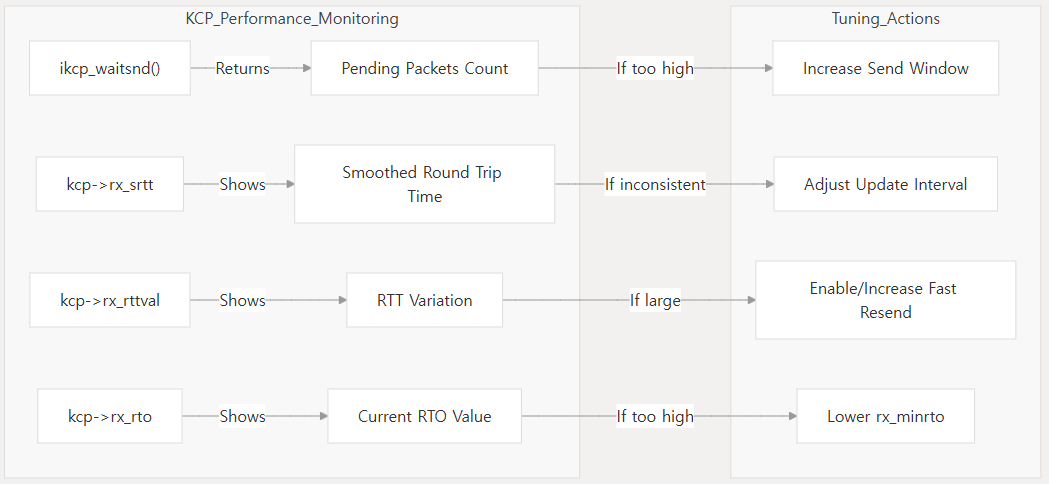 KCP_Performance_Monitoring
Tuning_Actions
ikcp_waitsnd()
Returns
Pending Packets Count
If too high
Increase Send Window
kcp->rx_srtt
Shows
Smoothed Round Trip
Time
If inconsistent
Adjust Update Interval
kcp->rx_rttval
Shows
RTT Variation
If large
Enable/Increase Fast
Resend
kcp->rx_rto
Shows
Current RTO Value
If too high
Lower rx_minrto